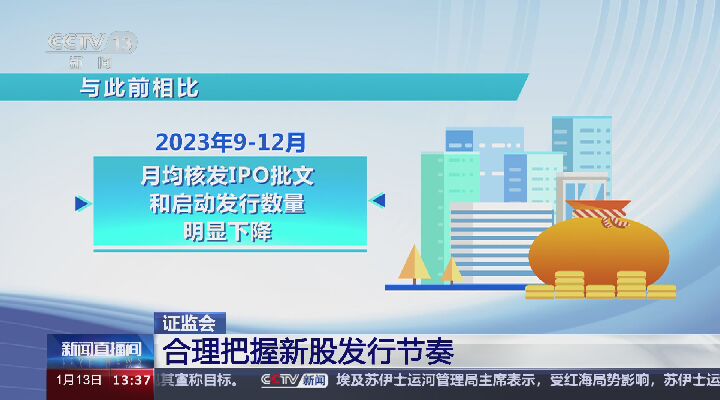 CCTV 13
新闻
与此前相比
2023年9-12月
月均核发IPO批文
和启动发行数量
明显下降
证监会
新闻直播间
合理把握新股发行节奏
1月13日 13:37
其宣称目标。 CCTV 新闻 埃及苏伊士运河管理局主席表示，受红海局势影响，苏伊士运